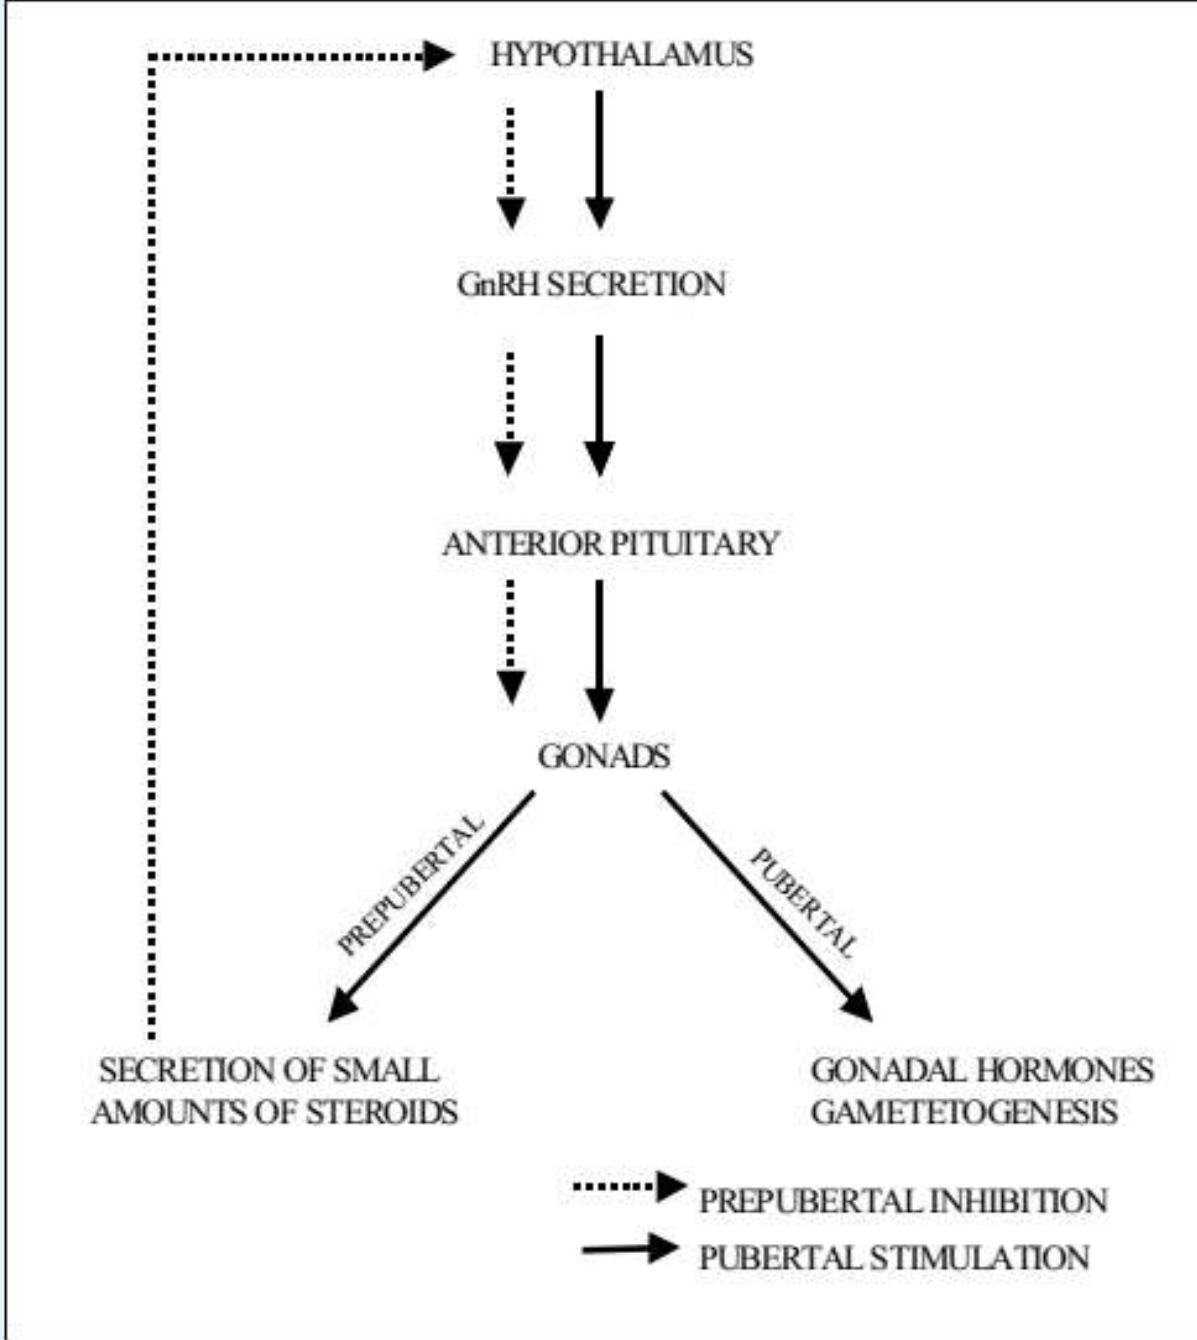 HYPOTHALAMUS
GnRH SECRETION
ANTERIOR PITUITARY
GONADS
PREPUBERTAL
PUBERTAL
SECRETION OF SMALL
AMOUNTS OF STEROIDS
GONADAL HORMONES
GAMETETOGENESIS
PREPUBERTAL INHIBITION
PUBERTAL STIMULATION